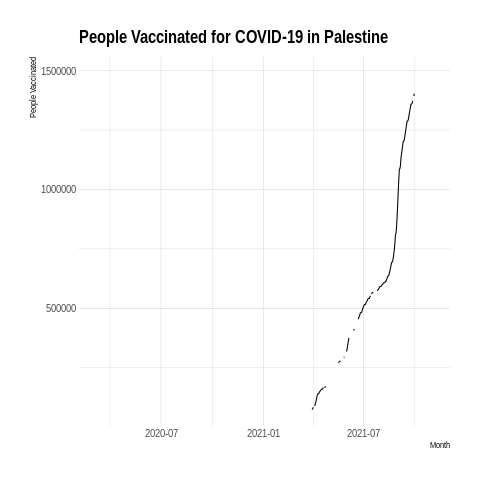 People Vaccinated for COVID-19 in Palestine
People Vaccinated
1500000
1000000
500000
2020-07
2021-01
2021-07
Month